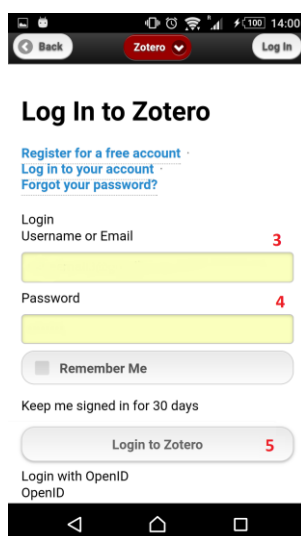 100 14:00
Back Zotero Log In
Log In to Zotero
Register for a free account ·
Log in to your account ·
Forgot your password?
Login
Username or Email 3
Password 4
Remember Me
Keep me signed in for 30 days
Login to Zotero 5
Login with OpenID
OpenID